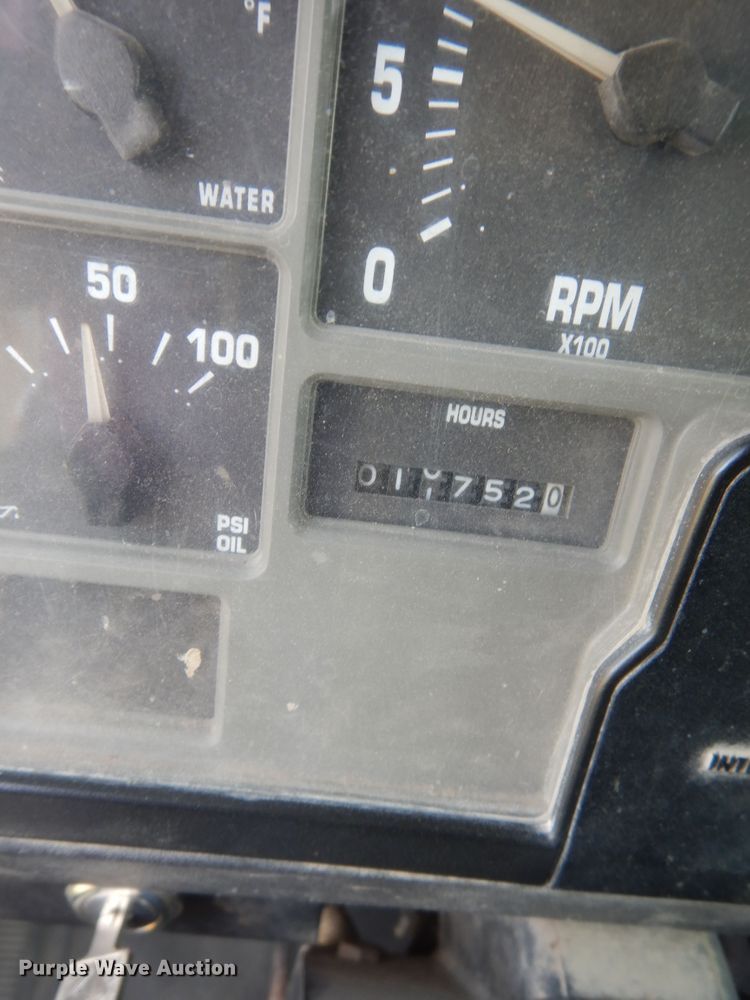 °F
WATER
5
0
RPM
X100
50
100
PSI
OIL
HOURS
Purple Wave Auction